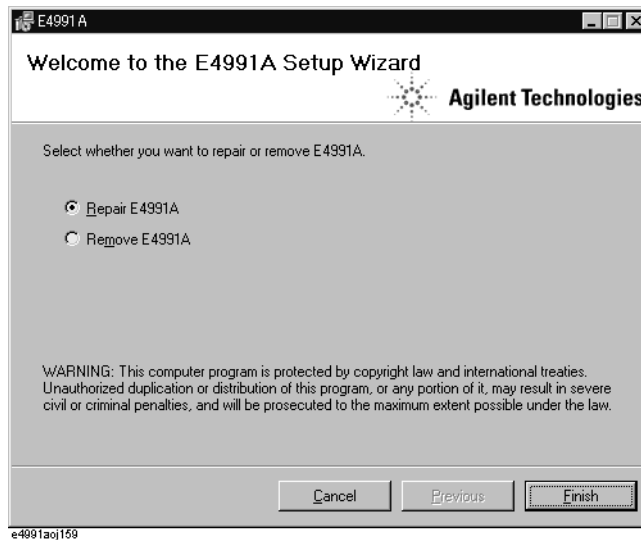 E4991A
Welcome to the E4991A Setup Wizard
Agilent Technologies
Select whether you want to repair or remove E4991A.
Repair E4991A
Remove E4991A
WARNING: This computer program is protected by copyright law and international treaties.
Unauthorized duplication or distribution of this program, or any portion of it, may result in severe
civil or criminal penalties, and will be prosecuted to the maximum extent possible under the law.
Cancel
Previous
Finish
e4991aoj159